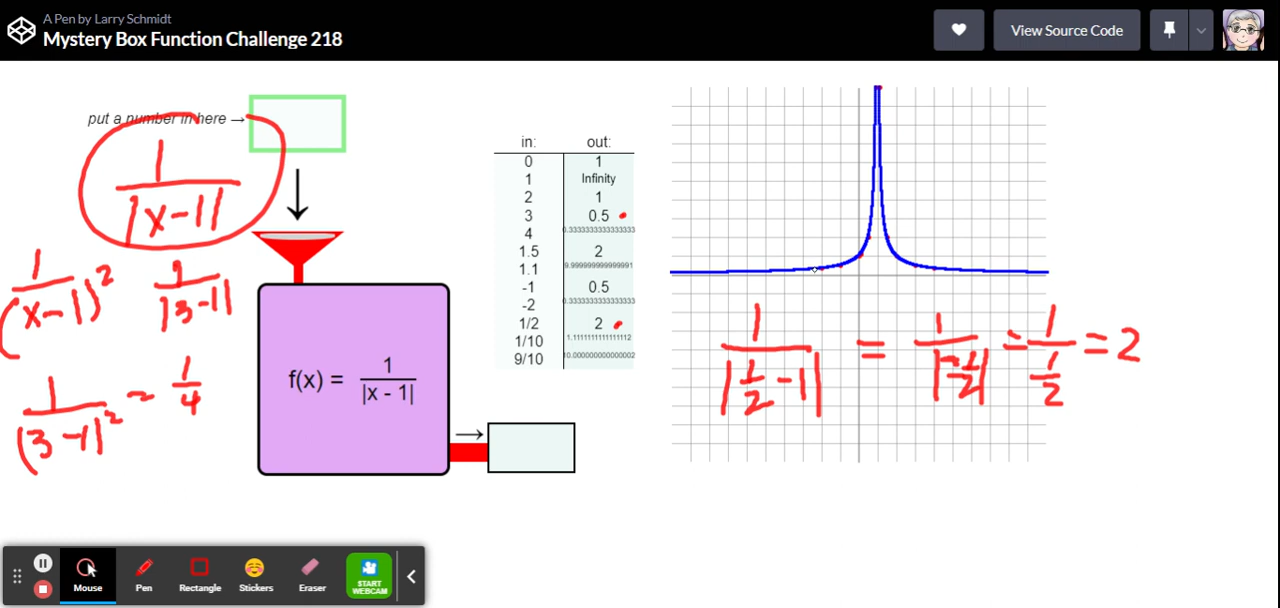 A Pen by Larry Schmidt
Mystery Box Function Challenge 218
View Source Code
put a number in here →
1/|x-1|
1/(x-1)^2
1/|3-1|
1/(3-1)^2 = 1/4
f(x) = 1/|x - 1|
→
in: out:
0 1
1 Infinity
2 1
3 0.5
4 0.3333333333333333
1.5 2
1.1 9.999999999999991
-1 0.5
-2 0.3333333333333333
1/2 2
1/10 1.1111111111111112
9/10 10.000000000000002
1/|1/2-1| = 1/|-1/2| = 1/(1/2) = 2
Mouse
Pen
Rectangle
Stickers
Eraser
START
WEBCAM